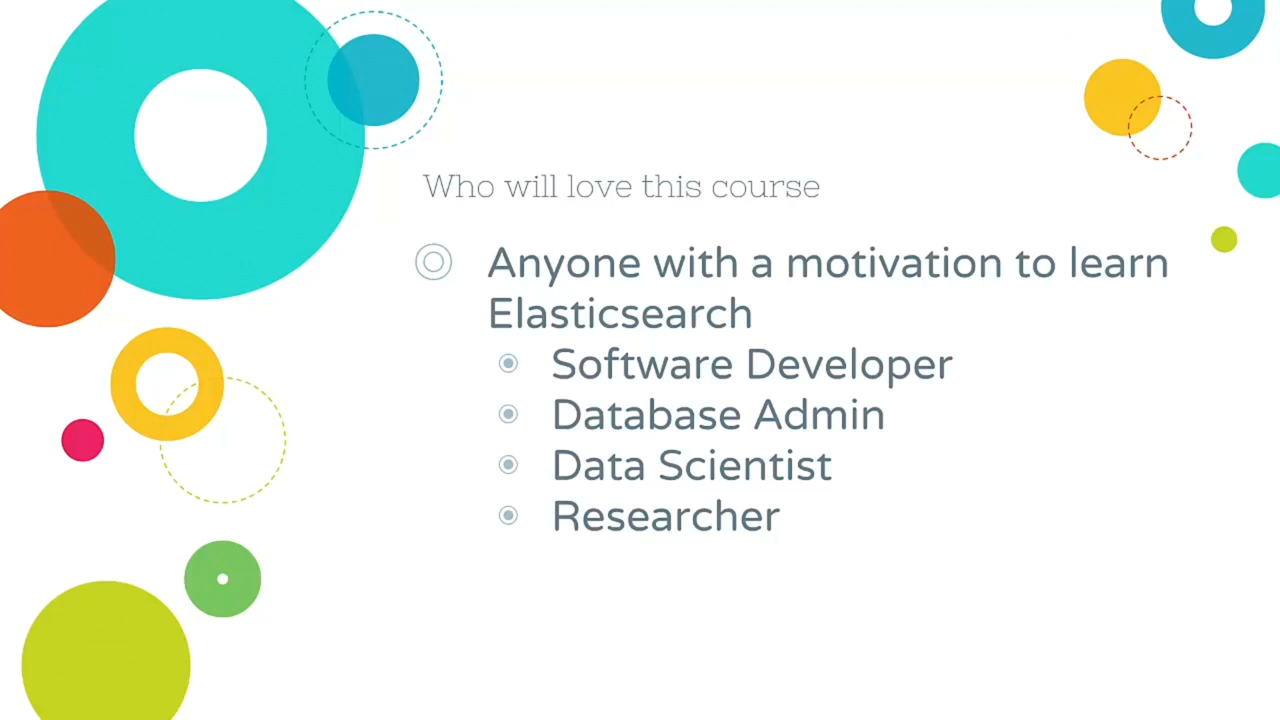 Who will love this course
Anyone with a motivation to learn
Elasticsearch
Software Developer
Database Admin
Data Scientist
Researcher